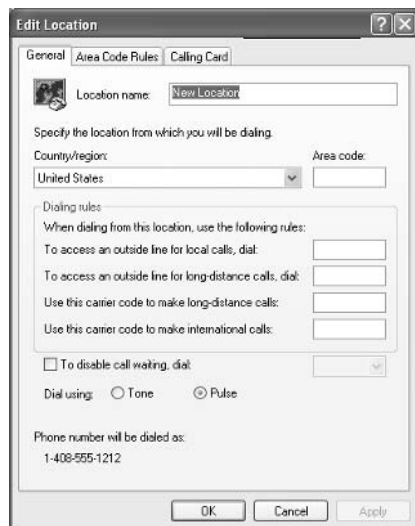 Edit Location
General Area Code Rules Calling Card
Location name: New Location
Specify the location from which you will be dialing.
Country/region: Area code:
United States
Dialing rules
When dialing from this location, use the following rules:
To access an outside line for local calls, dial:
To access an outside line for long-distance calls, dial:
Use this carrier code to make long-distance calls:
Use this carrier code to make international calls:
To disable call waiting, dial:
Dial using: Tone Pulse
Phone number will be dialed as:
1-408-555-1212
OK Cancel Apply